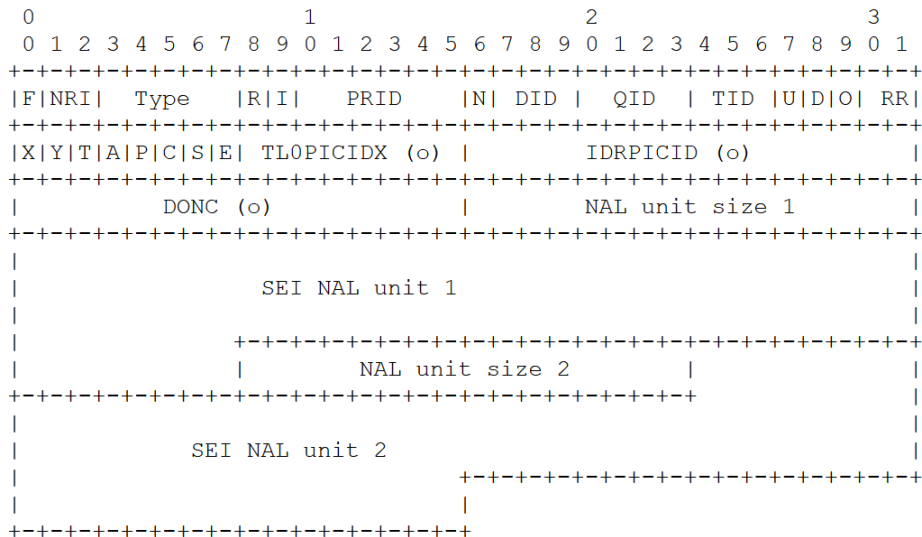 0                   1                   2                   3
 0 1 2 3 4 5 6 7 8 9 0 1 2 3 4 5 6 7 8 9 0 1 2 3 4 5 6 7 8 9 0 1
+-+-+-+-+-+-+-+-+-+-+-+-+-+-+-+-+-+-+-+-+-+-+-+-+-+-+-+-+-+-+-+-+
|F|NRI|  Type   |R|I|   PRID    |N| DID |  QID  | TID |U|D|O| RR|
+-+-+-+-+-+-+-+-+-+-+-+-+-+-+-+-+-+-+-+-+-+-+-+-+-+-+-+-+-+-+-+-+
|X|Y|T|A|P|C|S|E| TL0PICIDX (o) |        IDRPICID (o)           |
+-+-+-+-+-+-+-+-+-+-+-+-+-+-+-+-+-+-+-+-+-+-+-+-+-+-+-+-+-+-+-+-+
|          DONC (o)             |        NAL unit size 1        |
+-+-+-+-+-+-+-+-+-+-+-+-+-+-+-+-+-+-+-+-+-+-+-+-+-+-+-+-+-+-+-+-+
|                                                               |
|                 SEI NAL unit 1                                |
|                                                               |
|               +-+-+-+-+-+-+-+-+-+-+-+-+-+-+-+-+-+-+-+-+-+-+-+-+
|               |        NAL unit size 2        |               |
+-+-+-+-+-+-+-+-+-+-+-+-+-+-+-+-+-+-+-+-+-+-+-+-+               |
|                                                               |
|            SEI NAL unit 2                                     |
|                               +-+-+-+-+-+-+-+-+-+-+-+-+-+-+-+-+
|                               |
+-+-+-+-+-+-+-+-+-+-+-+-+-+-+-+-+